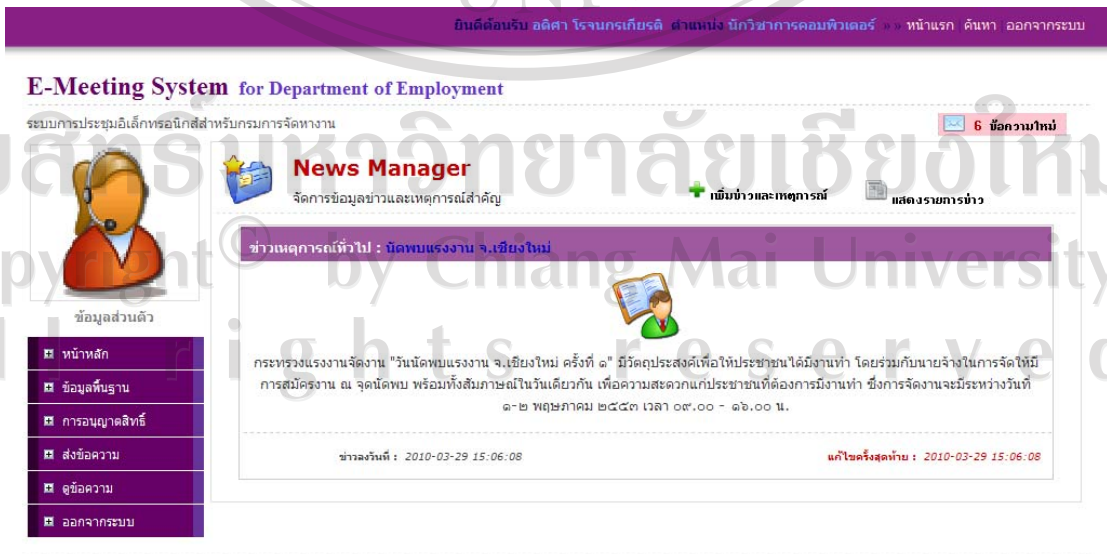 ยินดีต้อนรับ อดิศา โรจนกรเกียรติ ตำแหน่ง นักวิชาการคอมพิวเตอร์ »» หน้าแรก | ค้นหา | ออกจากระบบ
E-Meeting System for Department of Employment
ระบบการประชุมอิเล็กทรอนิกส์สำหรับกรมการจัดหางาน
6 ข้อความใหม่
News Manager
จัดการข้อมูลข่าวและเหตุการณ์สำคัญ
เพิ่มข่าวและเหตุการณ์
แสดงรายการข่าว
ข่าวเหตุการณ์ทั่วไป : นัดพบแรงงาน จ.เชียงใหม่
กระทรวงแรงงานจัดงาน "วันนัดพบแรงงาน จ.เชียงใหม่ ครั้งที่ ๑" มีวัตถุประสงค์เพื่อให้ประชาชนได้มีงานทำ โดยร่วมกับนายจ้างในการจัดให้มี
การสมัครงาน ณ จุดนัดพบ พร้อมทั้งสัมภาษณ์ในวันเดียวกัน เพื่อความสะดวกแก่ประชาชนที่ต้องการมีงานทำ ซึ่งการจัดงานจะมีระหว่างวันที่
๑-๒ พฤษภาคม ๒๕๕๓ เวลา ๐๙.๐๐ - ๑๖.๐๐ น.
ข่าวลงวันที่ : 2010-03-29 15:06:08
แก้ไขครั้งสุดท้าย : 2010-03-29 15:06:08
ข้อมูลส่วนตัว
หน้าหลัก
ข้อมูลพื้นฐาน
การอนุญาตสิทธิ์
ส่งข้อความ
ดูข้อความ
ออกจากระบบ
ยสิทธิ์มหาวิทยาลัยเชียงใหม่
pyright © by Chiang Mai University
l rights reserved